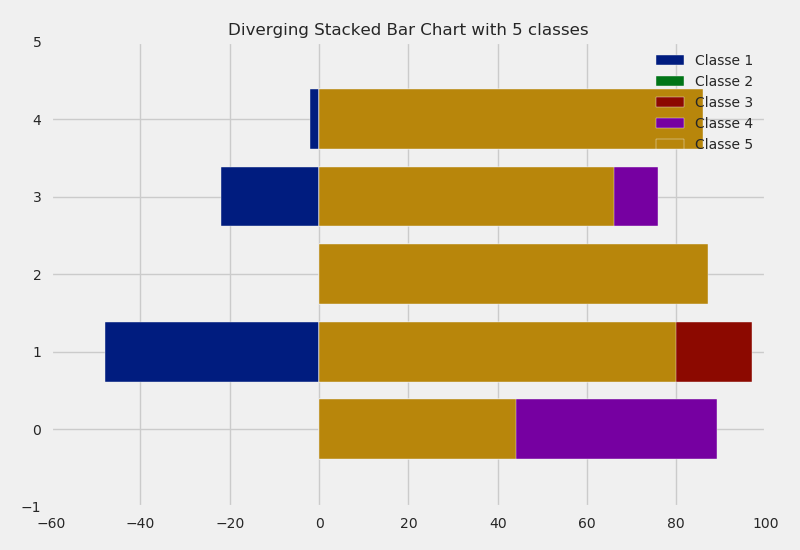 Diverging Stacked Bar Chart with 5 classes
5
4
3
2
1
0
−1
−60 −40 −20 0 20 40 60 80 100
Classe 1
Classe 2
Classe 3
Classe 4
Classe 5